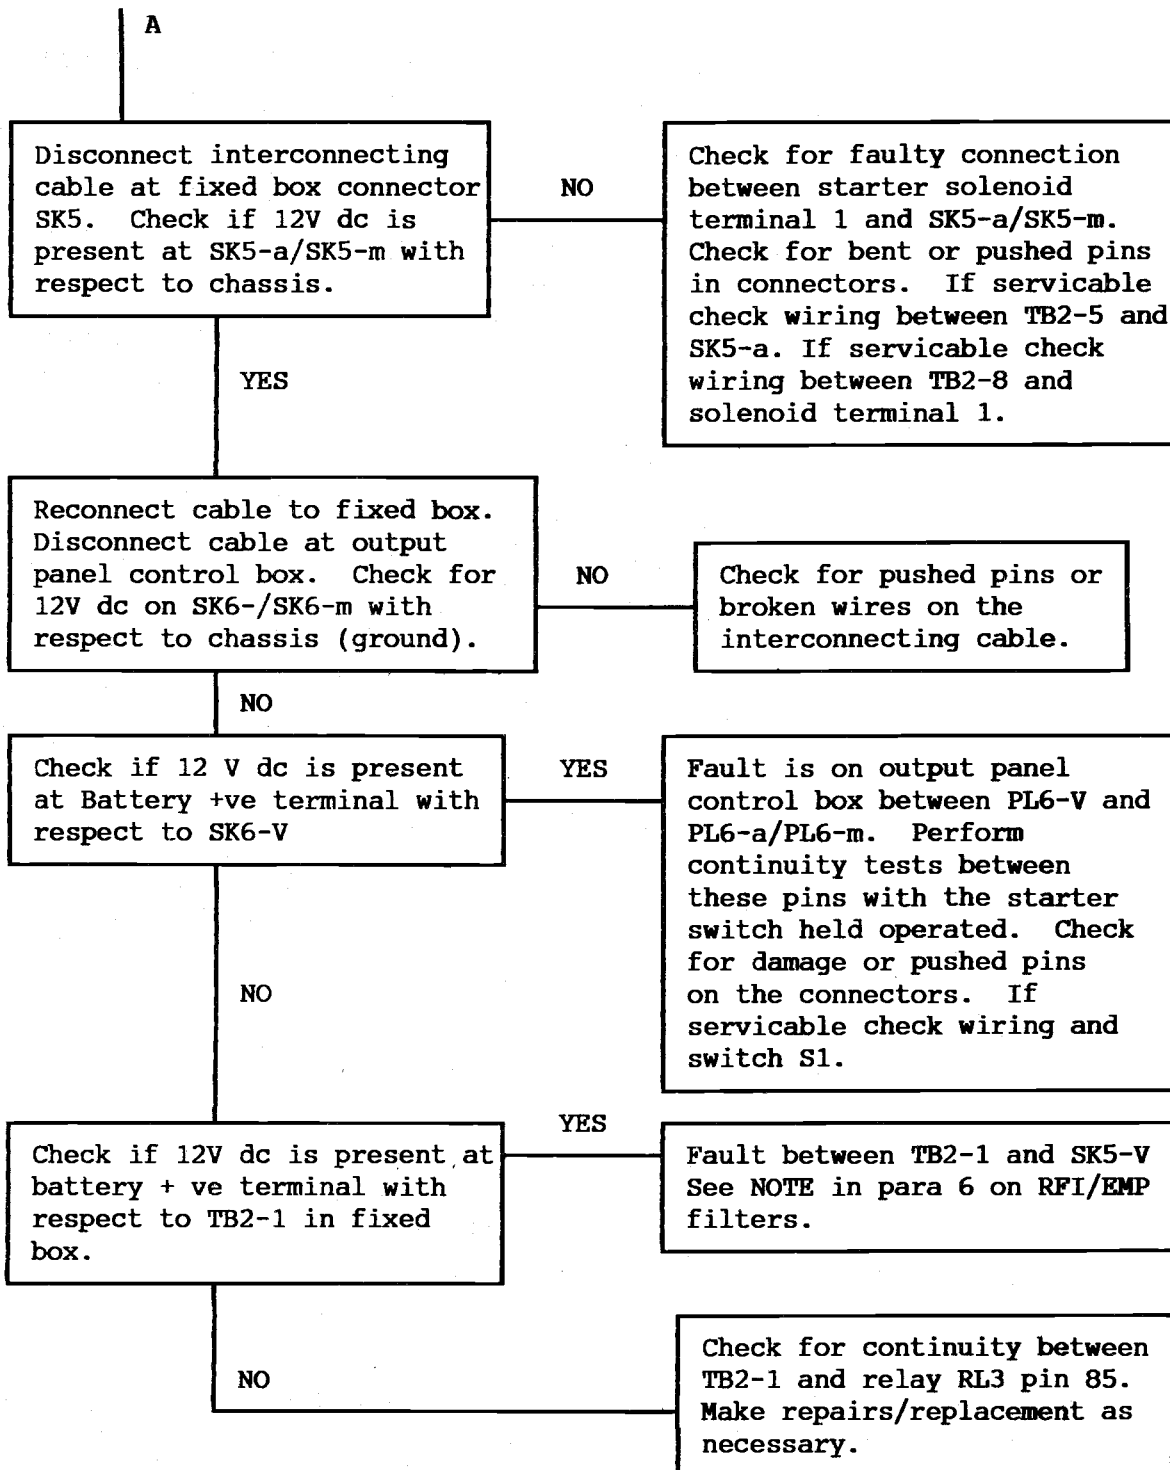 A
Disconnect interconnecting
cable at fixed box connector
SK5.  Check if 12V dc is
present at SK5-a/SK5-m with
respect to chassis.
NO
Check for faulty connection
between starter solenoid
terminal 1 and SK5-a/SK5-m.
Check for bent or pushed pins
in connectors.  If servicable
check wiring between TB2-5 and
SK5-a. If servicable check
wiring between TB2-8 and
solenoid terminal 1.
YES
Reconnect cable to fixed box.
Disconnect cable at output
panel control box.  Check for
12V dc on SK6-/SK6-m with
respect to chassis (ground).
NO
Check for pushed pins or
broken wires on the
interconnecting cable.
NO
Check if 12 V dc is present
at Battery +ve terminal with
respect to SK6-V
YES
Fault is on output panel
control box between PL6-V and
PL6-a/PL6-m.  Perform
continuity tests between
these pins with the starter
switch held operated.  Check
for damage or pushed pins
on the connectors.  If
servicable check wiring and
switch S1.
NO
Check if 12V dc is present at
battery + ve terminal with
respect to TB2-1 in fixed
box.
YES
Fault between TB2-1 and SK5-V
See NOTE in para 6 on RFI/EMP
filters.
NO
Check for continuity between
TB2-1 and relay RL3 pin 85.
Make repairs/replacement as
necessary.